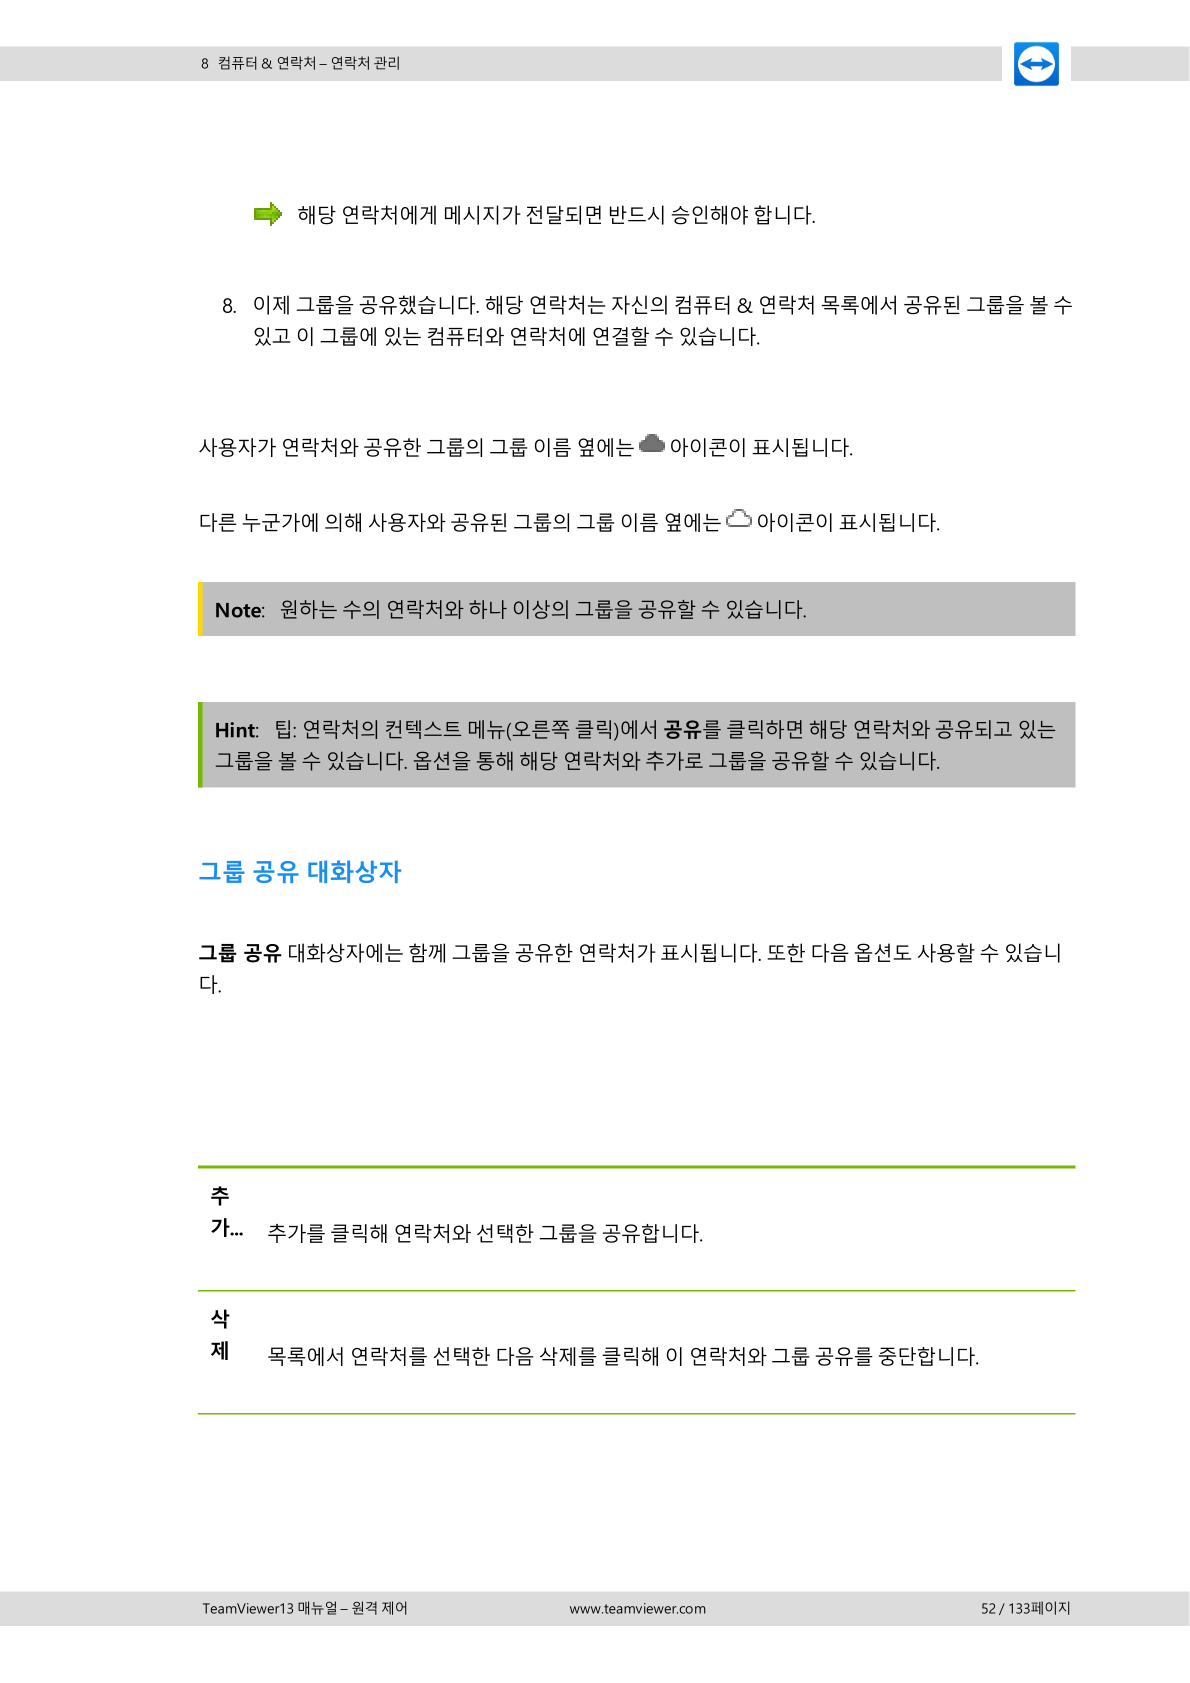 8 컴퓨터 & 연락처 – 연락처 관리
해당 연락처에게 메시지가 전달되면 반드시 승인해야 합니다.
8. 이제 그룹을 공유했습니다. 해당 연락처는 자신의 컴퓨터 & 연락처 목록에서 공유된 그룹을 볼 수
있고 이 그룹에 있는 컴퓨터와 연락처에 연결할 수 있습니다.
사용자가 연락처와 공유한 그룹의 그룹 이름 옆에는 아이콘이 표시됩니다.
다른 누군가에 의해 사용자와 공유된 그룹의 그룹 이름 옆에는 아이콘이 표시됩니다.
Note: 원하는 수의 연락처와 하나 이상의 그룹을 공유할 수 있습니다.
Hint: 팁: 연락처의 컨텍스트 메뉴(오른쪽 클릭)에서 공유를 클릭하면 해당 연락처와 공유되고 있는
그룹을 볼 수 있습니다. 옵션을 통해 해당 연락처와 추가로 그룹을 공유할 수 있습니다.
그룹 공유 대화상자
그룹 공유 대화상자에는 함께 그룹을 공유한 연락처가 표시됩니다. 또한 다음 옵션도 사용할 수 있습니
다.
추
가...
추가를 클릭해 연락처와 선택한 그룹을 공유합니다.
삭
제
목록에서 연락처를 선택한 다음 삭제를 클릭해 이 연락처와 그룹 공유를 중단합니다.
TeamViewer13 매뉴얼 – 원격 제어 www.teamviewer.com 52 / 133페이지